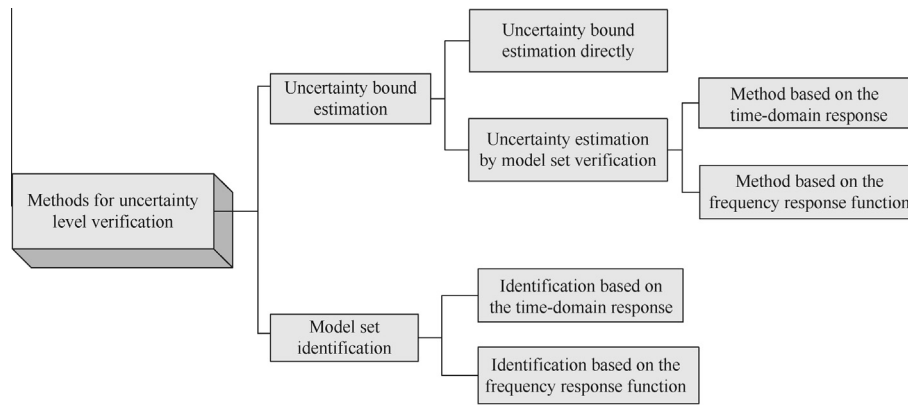 Methods for uncertainty
level verification
Uncertainty bound
estimation
Uncertainty bound
estimation directly
Uncertainty estimation
by model set verification
Method based on the
time-domain response
Method based on the
frequency response function
Model set
identification
Identification based on
the time-domain response
Identification based on the
frequency response function